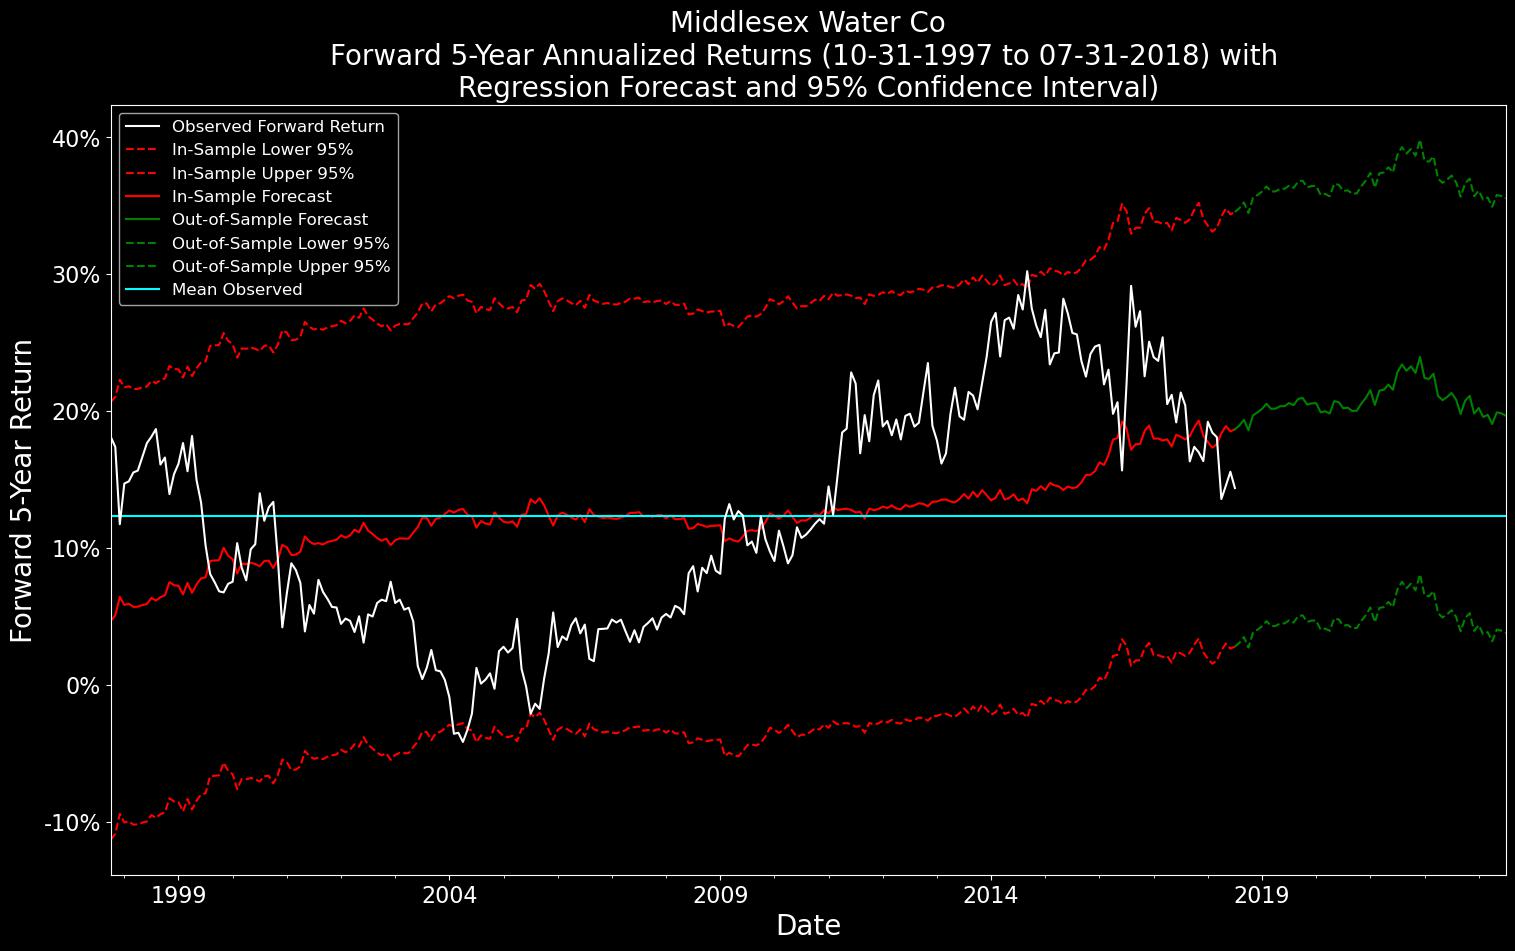 Middlesex Water Co
Forward 5-Year Annualized Returns (10-31-1997 to 07-31-2018) with
Regression Forecast and 95% Confidence Interval)
Observed Forward Return
In-Sample Lower 95%
In-Sample Upper 95%
In-Sample Forecast
Out-of-Sample Forecast
Out-of-Sample Lower 95%
Out-of-Sample Upper 95%
Mean Observed
Forward 5-Year Return
40%
30%
20%
10%
0%
-10%
1999
2004
2009
2014
2019
Date